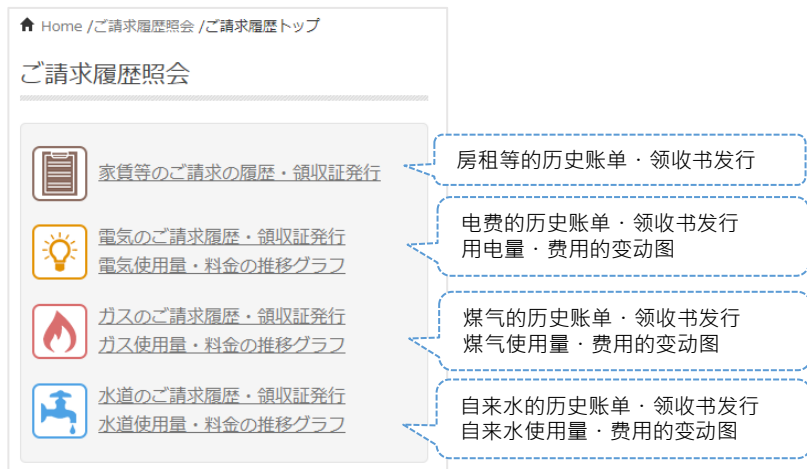 Home /ご請求履歴照会 /ご請求履歴トップ
ご請求履歴照会
家賃等のご請求の履歴・領収証発行
房租等的历史账单・领收书发行
電気のご請求履歴・領収証発行
電気使用量・料金の推移グラフ
电费的历史账单・领收书发行
用电量・费用的变动图
ガスのご請求履歴・領収証発行
ガス使用量・料金の推移グラフ
煤气的历史账单・领收书发行
煤气使用量・费用的变动图
水道のご請求履歴・領収証発行
水道使用量・料金の推移グラフ
自来水的历史账单・领收书发行
自来水使用量・费用的变动图